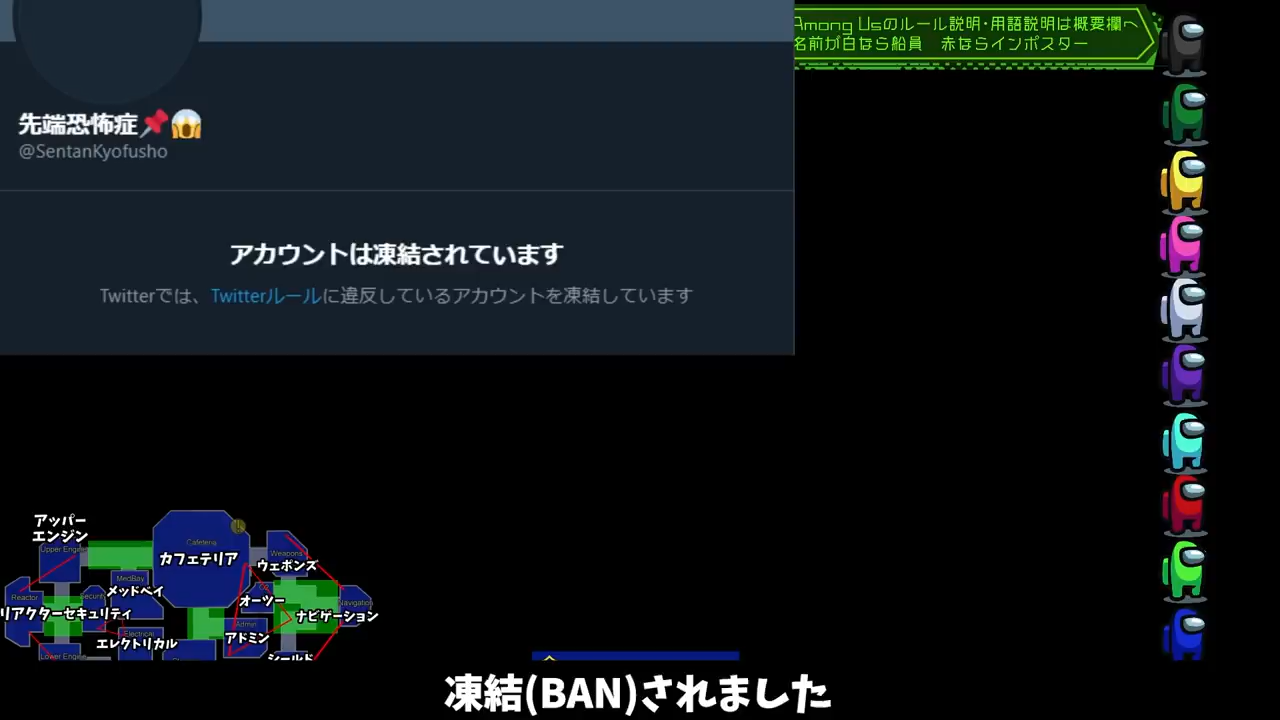 Among Usのルール説明・用語説明は概要欄へ
名前が白なら船員　赤ならインポスター
先端恐怖症📌😱
@SentanKyofusho
アカウントは凍結されています
Twitterでは、Twitterルールに違反しているアカウントを凍結しています
アッパー
エンジン
Upper Engine
Cafeteria
カフェテリア
Weapons
ウェポンズ
MedBay
メッドベイ
Reactor
Security
リアクター
セキュリティ
O2
オーツー
Navigation
ナビゲーション
Admin
アドミン
Electrical
エレクトリカル
シールド
Lower Engine
凍結(BAN)されました